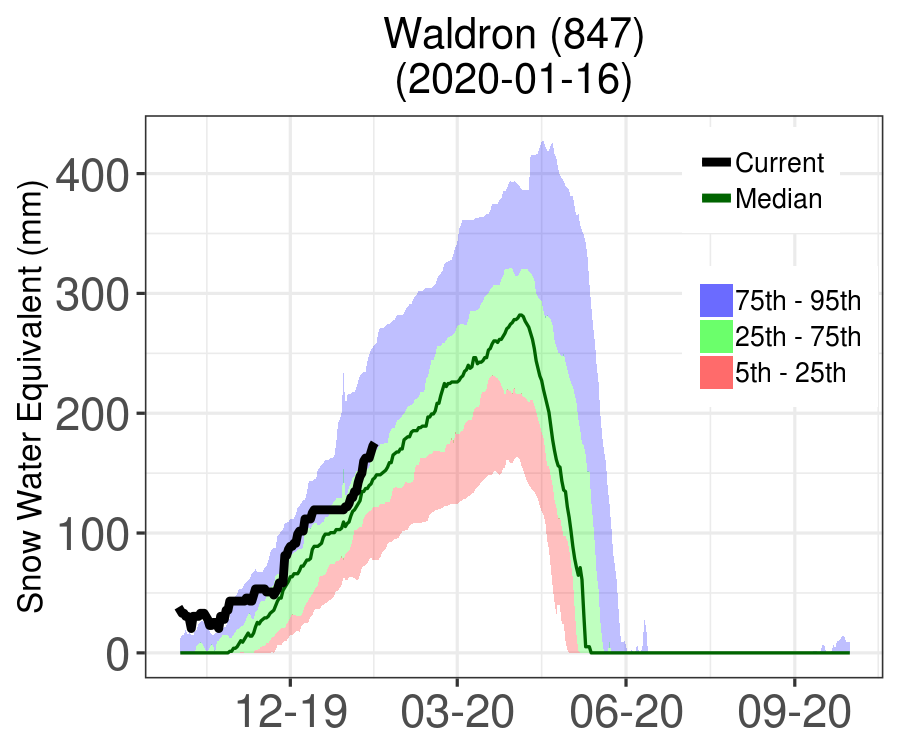 Waldron (847)
(2020-01-16)
Snow Water Equivalent (mm)
400
300
200
100
0
12-19 03-20 06-20 09-20
Current
Median
75th - 95th
25th - 75th
5th - 25th